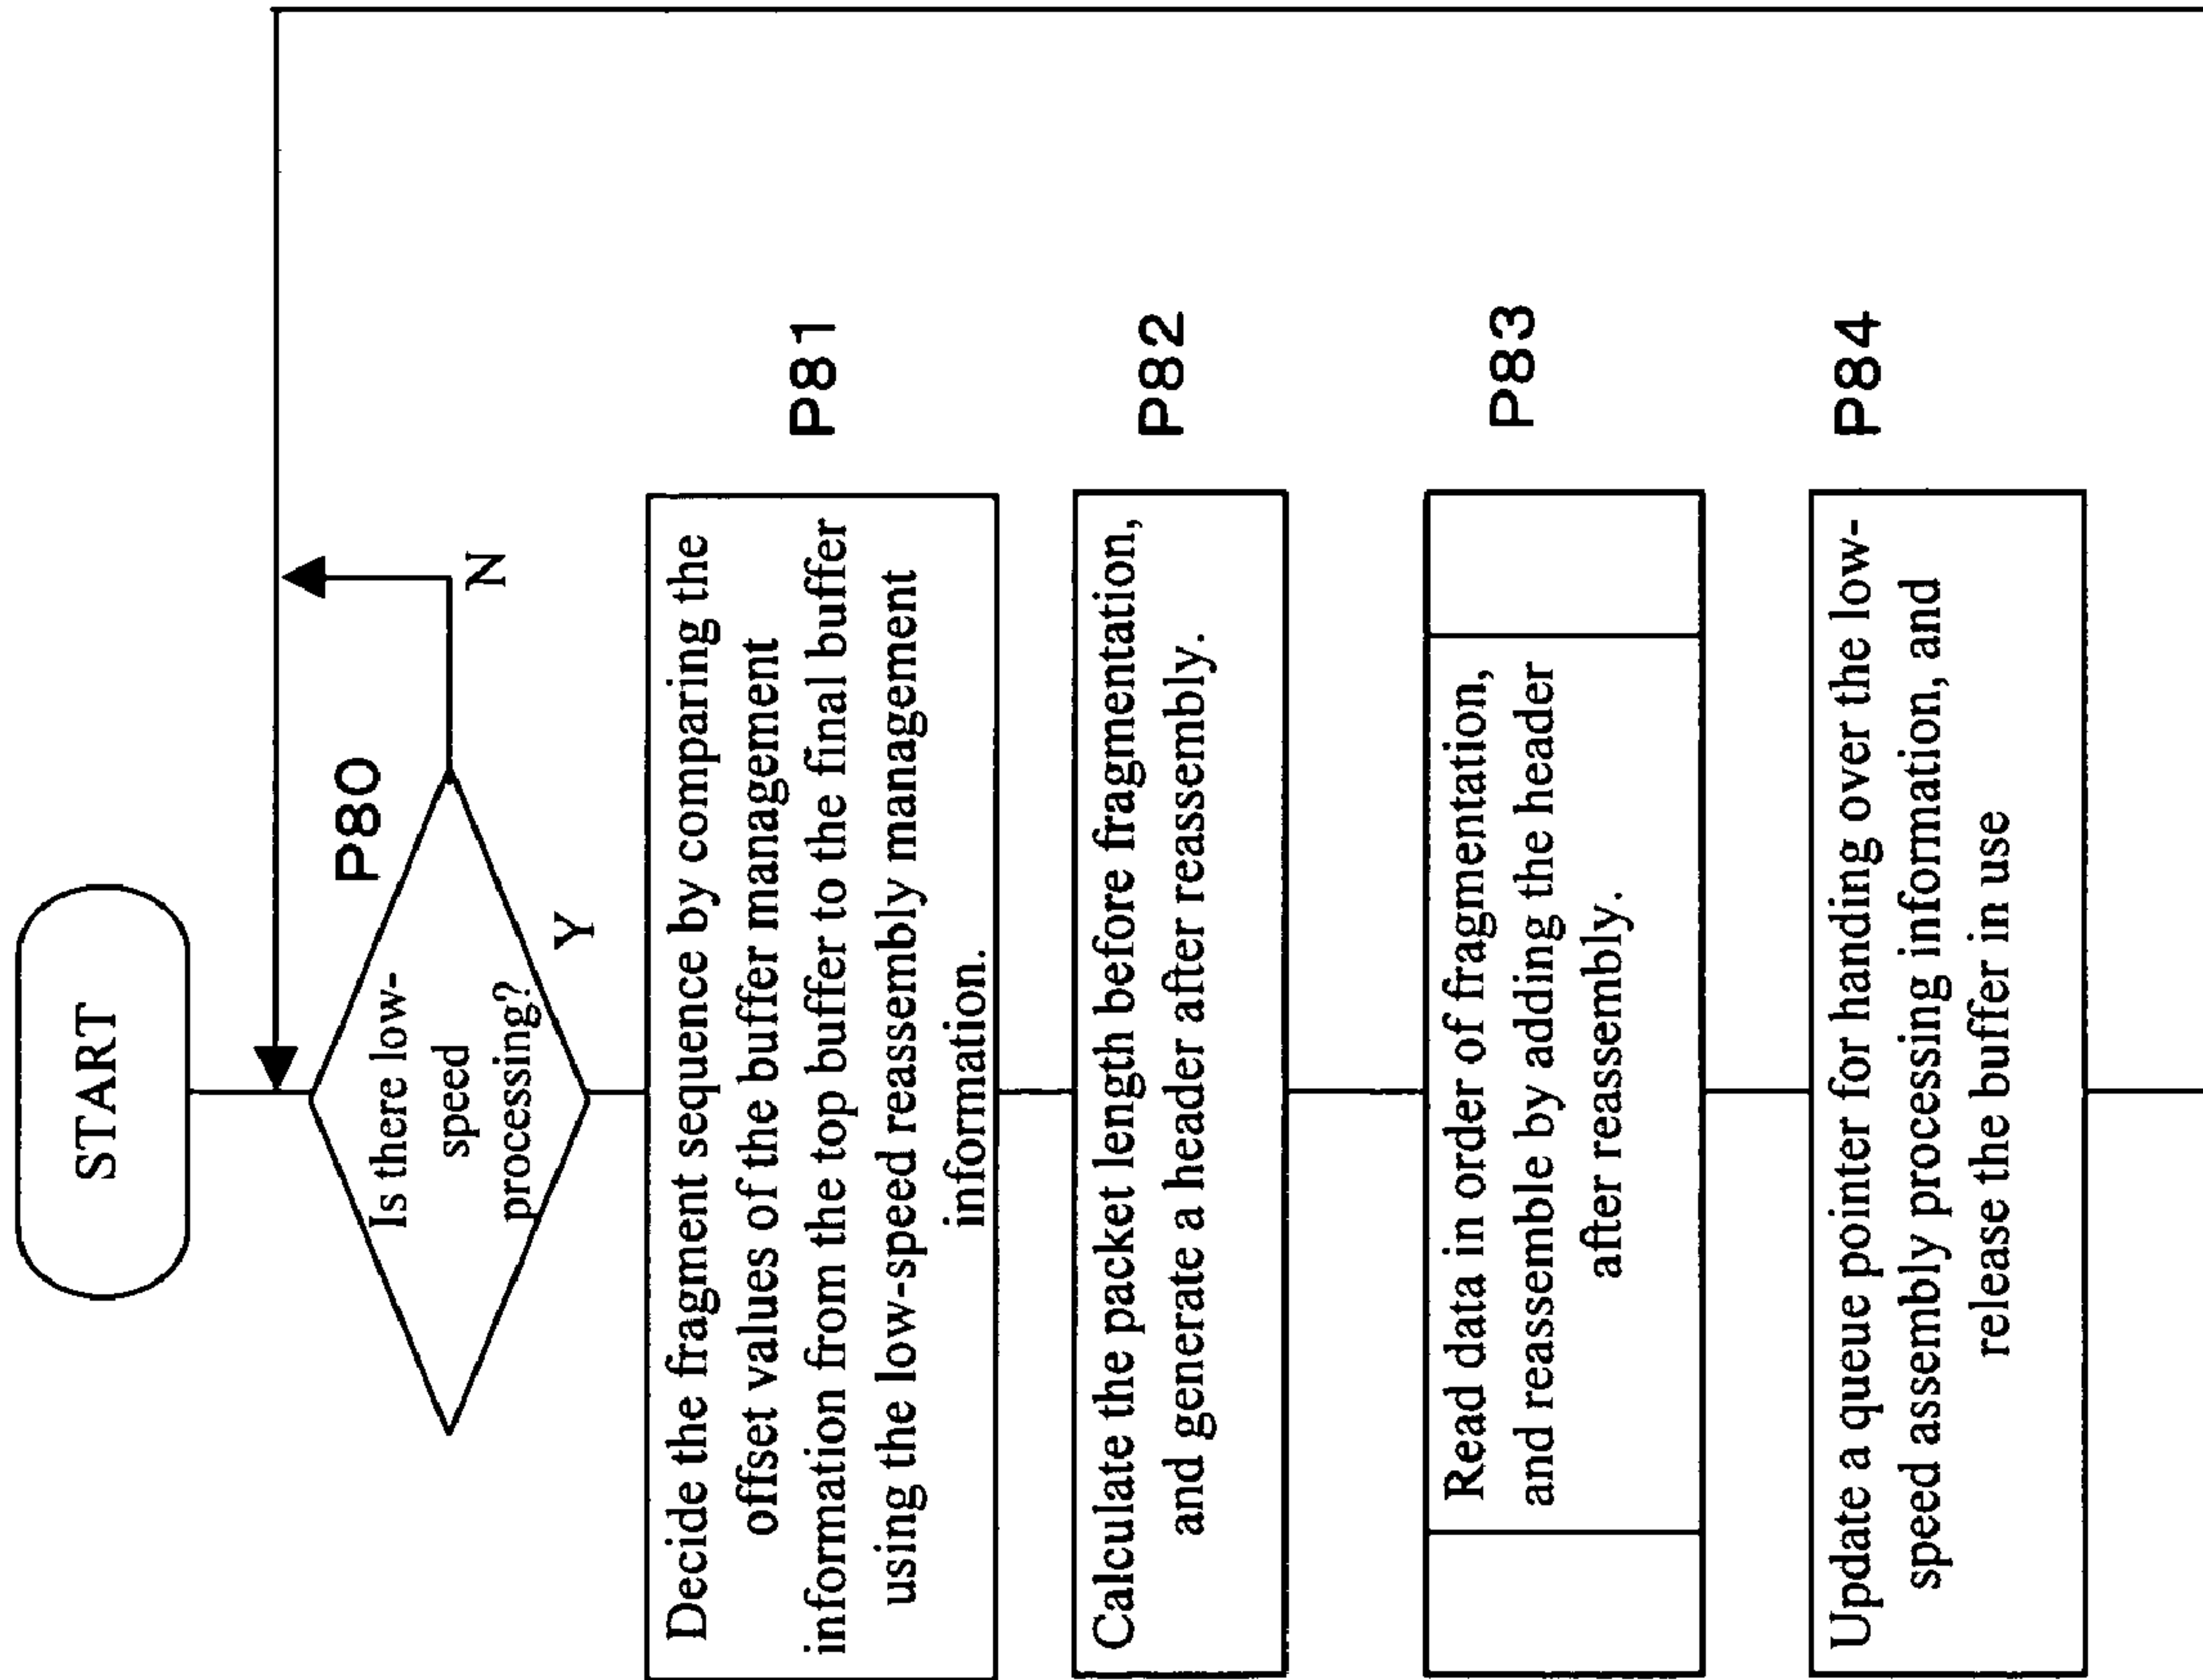 START
P80
Is there low-
speed
processing?
N
Y
P81
Decide the fragment sequence by comparing the
offset values of the buffer management
information from the top buffer to the final buffer
using the low-speed reassembly management
information.
P82
Calculate the packet length before fragmentation,
and generate a header after reassembly.
P83
Read data in order of fragmentation,
and reassemble by adding the header
after reassembly.
P84
Update a queue pointer for handing over the low-
speed assembly processing information, and
release the buffer in use